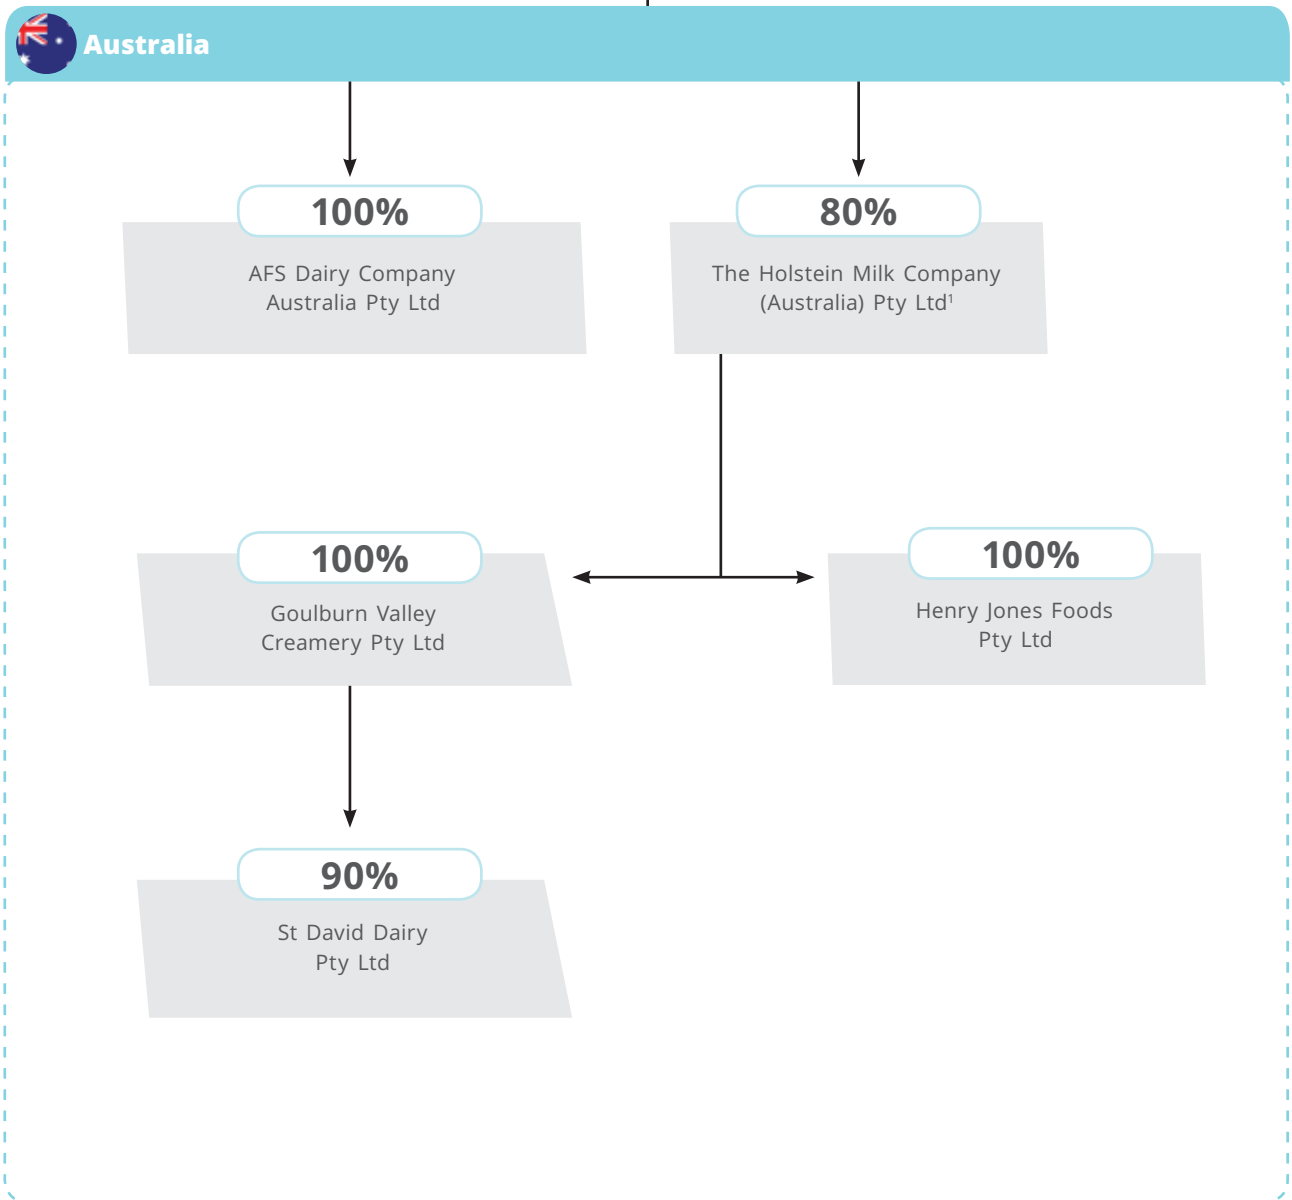 Australia
100%
AFS Dairy Company
Australia Pty Ltd
80%
The Holstein Milk Company
(Australia) Pty Ltd¹
100%
Goulburn Valley
Creamery Pty Ltd
100%
Henry Jones Foods
Pty Ltd
90%
St David Dairy
Pty Ltd